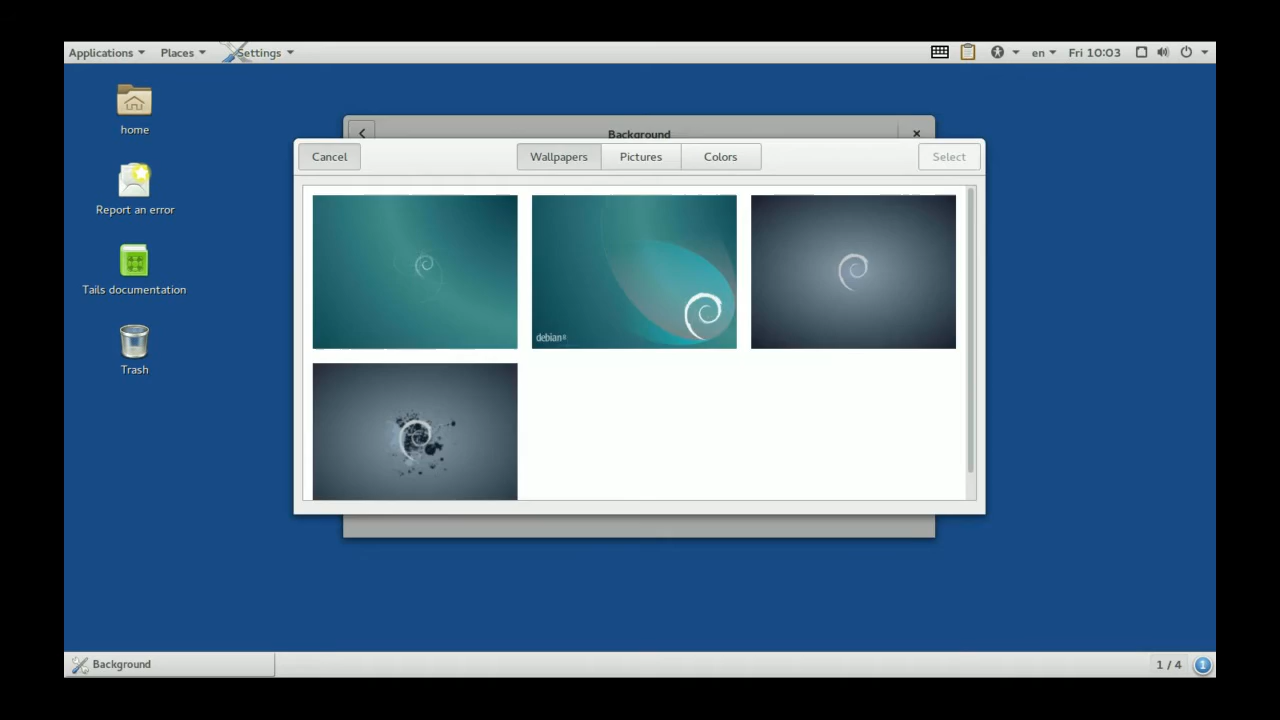 Applications Places Settings en Fri 10:03
home
Report an error
Tails documentation
Trash
Background
Cancel Wallpapers Pictures Colors Select
debian
Background 1 / 4 1